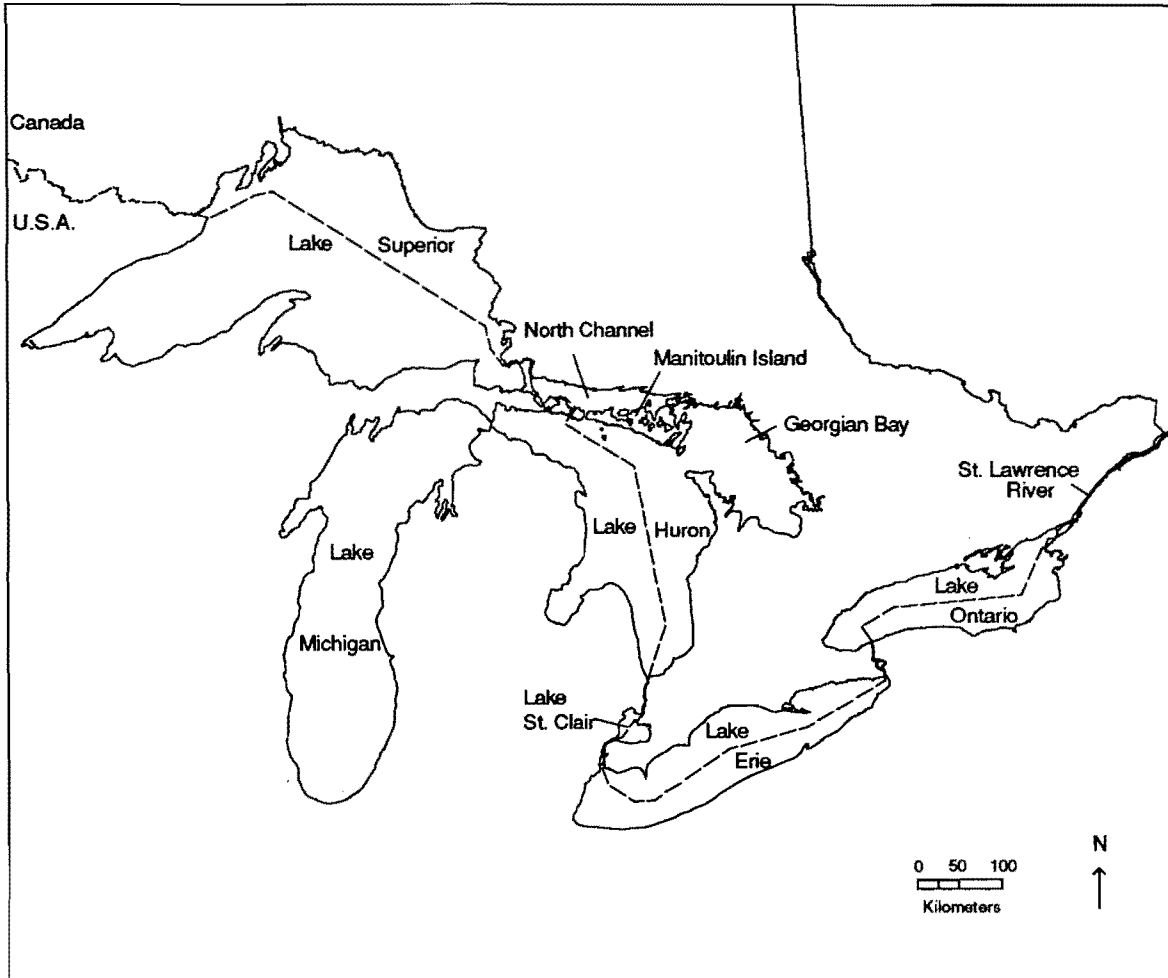 Canada
U.S.A.
Lake Superior
North Channel
Manitoulin Island
Georgian Bay
St. Lawrence
River
Lake
Huron
Lake
Michigan
Lake
Ontario
Lake
St. Clair
Lake
Erie
N
0 50 100
Kilometers